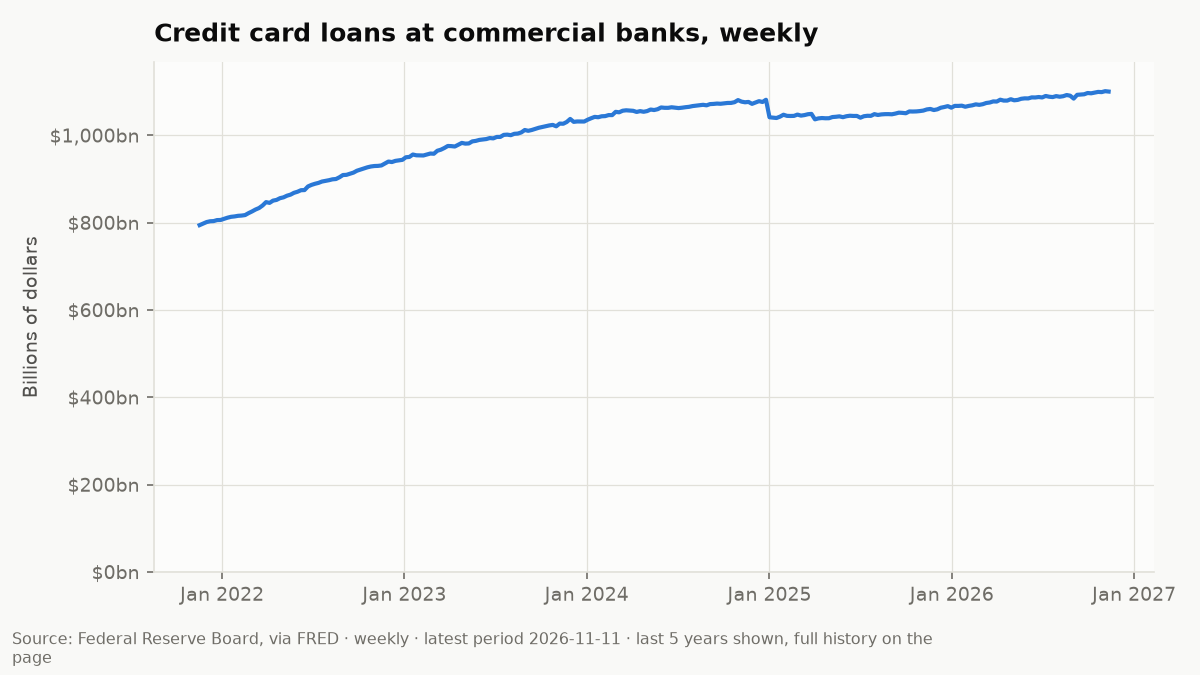 Credit card loans at commercial banks, weekly
Billions of dollars
$1,000bn
$800bn
$600bn
$400bn
$200bn
$0bn
Jan 2022
Jan 2023
Jan 2024
Jan 2025
Jan 2026
Jan 2027
Source: Federal Reserve Board, via FRED · weekly · latest period 2026-11-11 · last 5 years shown, full history on the
page